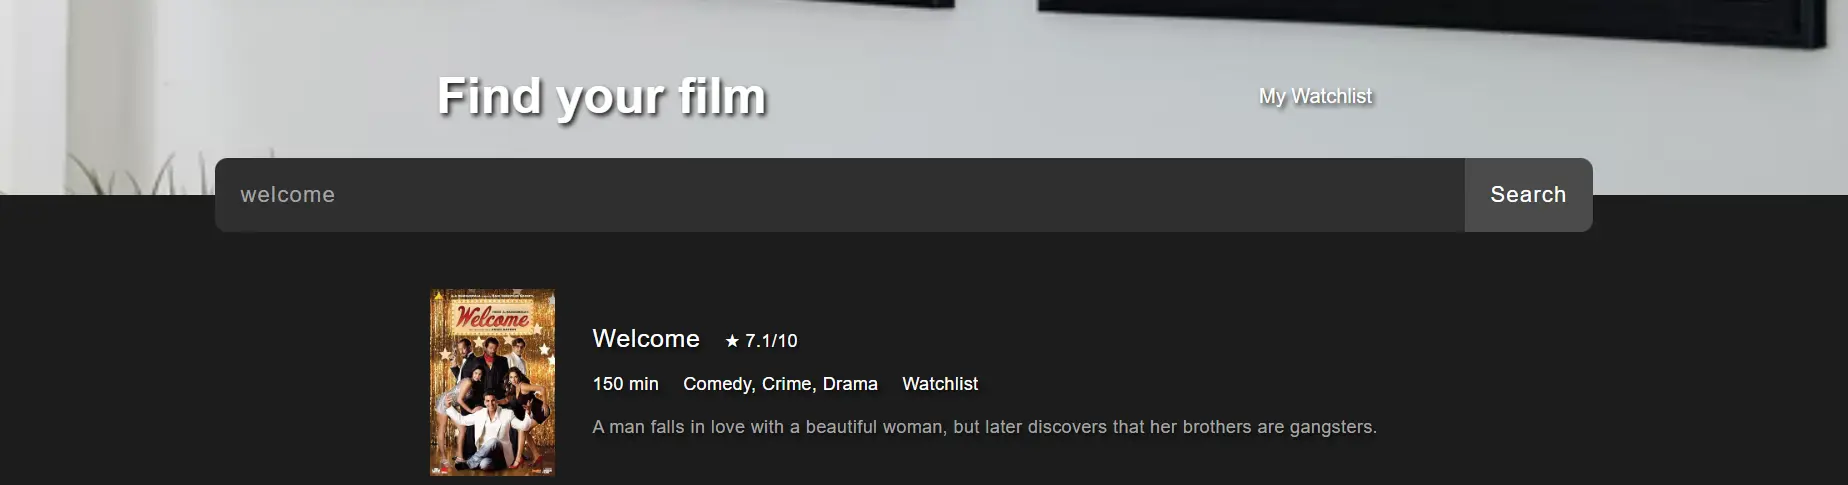 Find your film
My Watchlist
welcome
Search
Welcome
Welcome ★ 7.1/10
150 min Comedy, Crime, Drama Watchlist
A man falls in love with a beautiful woman, but later discovers that her brothers are gangsters.